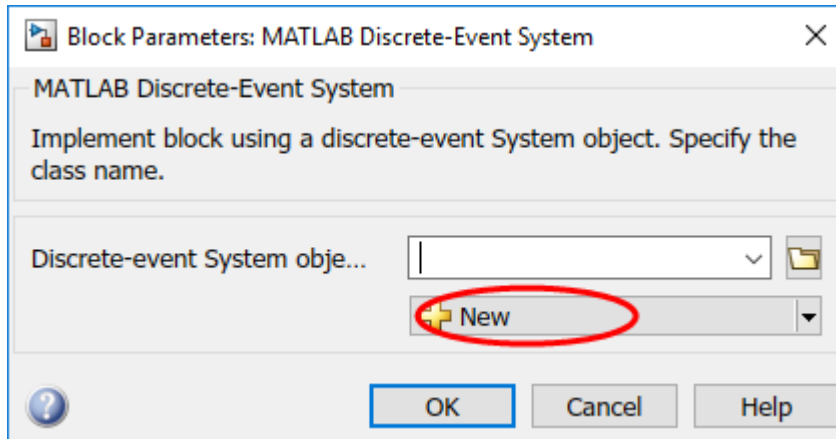 Block Parameters: MATLAB Discrete-Event System
MATLAB Discrete-Event System
Implement block using a discrete-event System object. Specify the
class name.
Discrete-event System obje...
New
OK
Cancel
Help